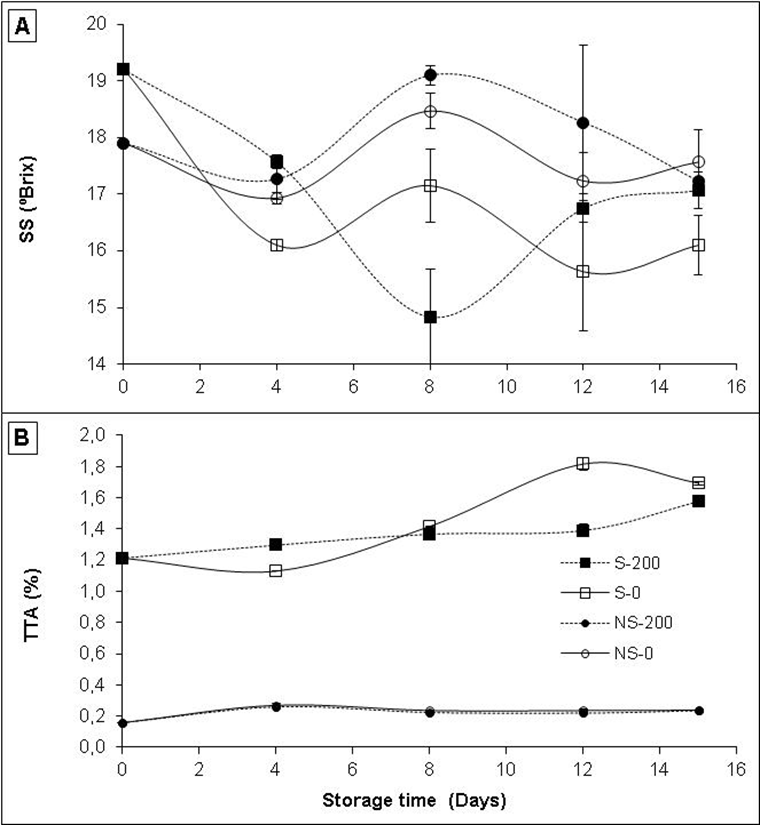 A
SS (ºBrix)
20
19
18
17
16
15
14
0 2 4 6 8 10 12 14 16
B
TTA (%)
2,0
1,8
1,6
1,4
1,2
1,0
0,8
0,6
0,4
0,2
0,0
S-200
S-0
NS-200
NS-0
0 2 4 6 8 10 12 14 16
Storage time (Days)